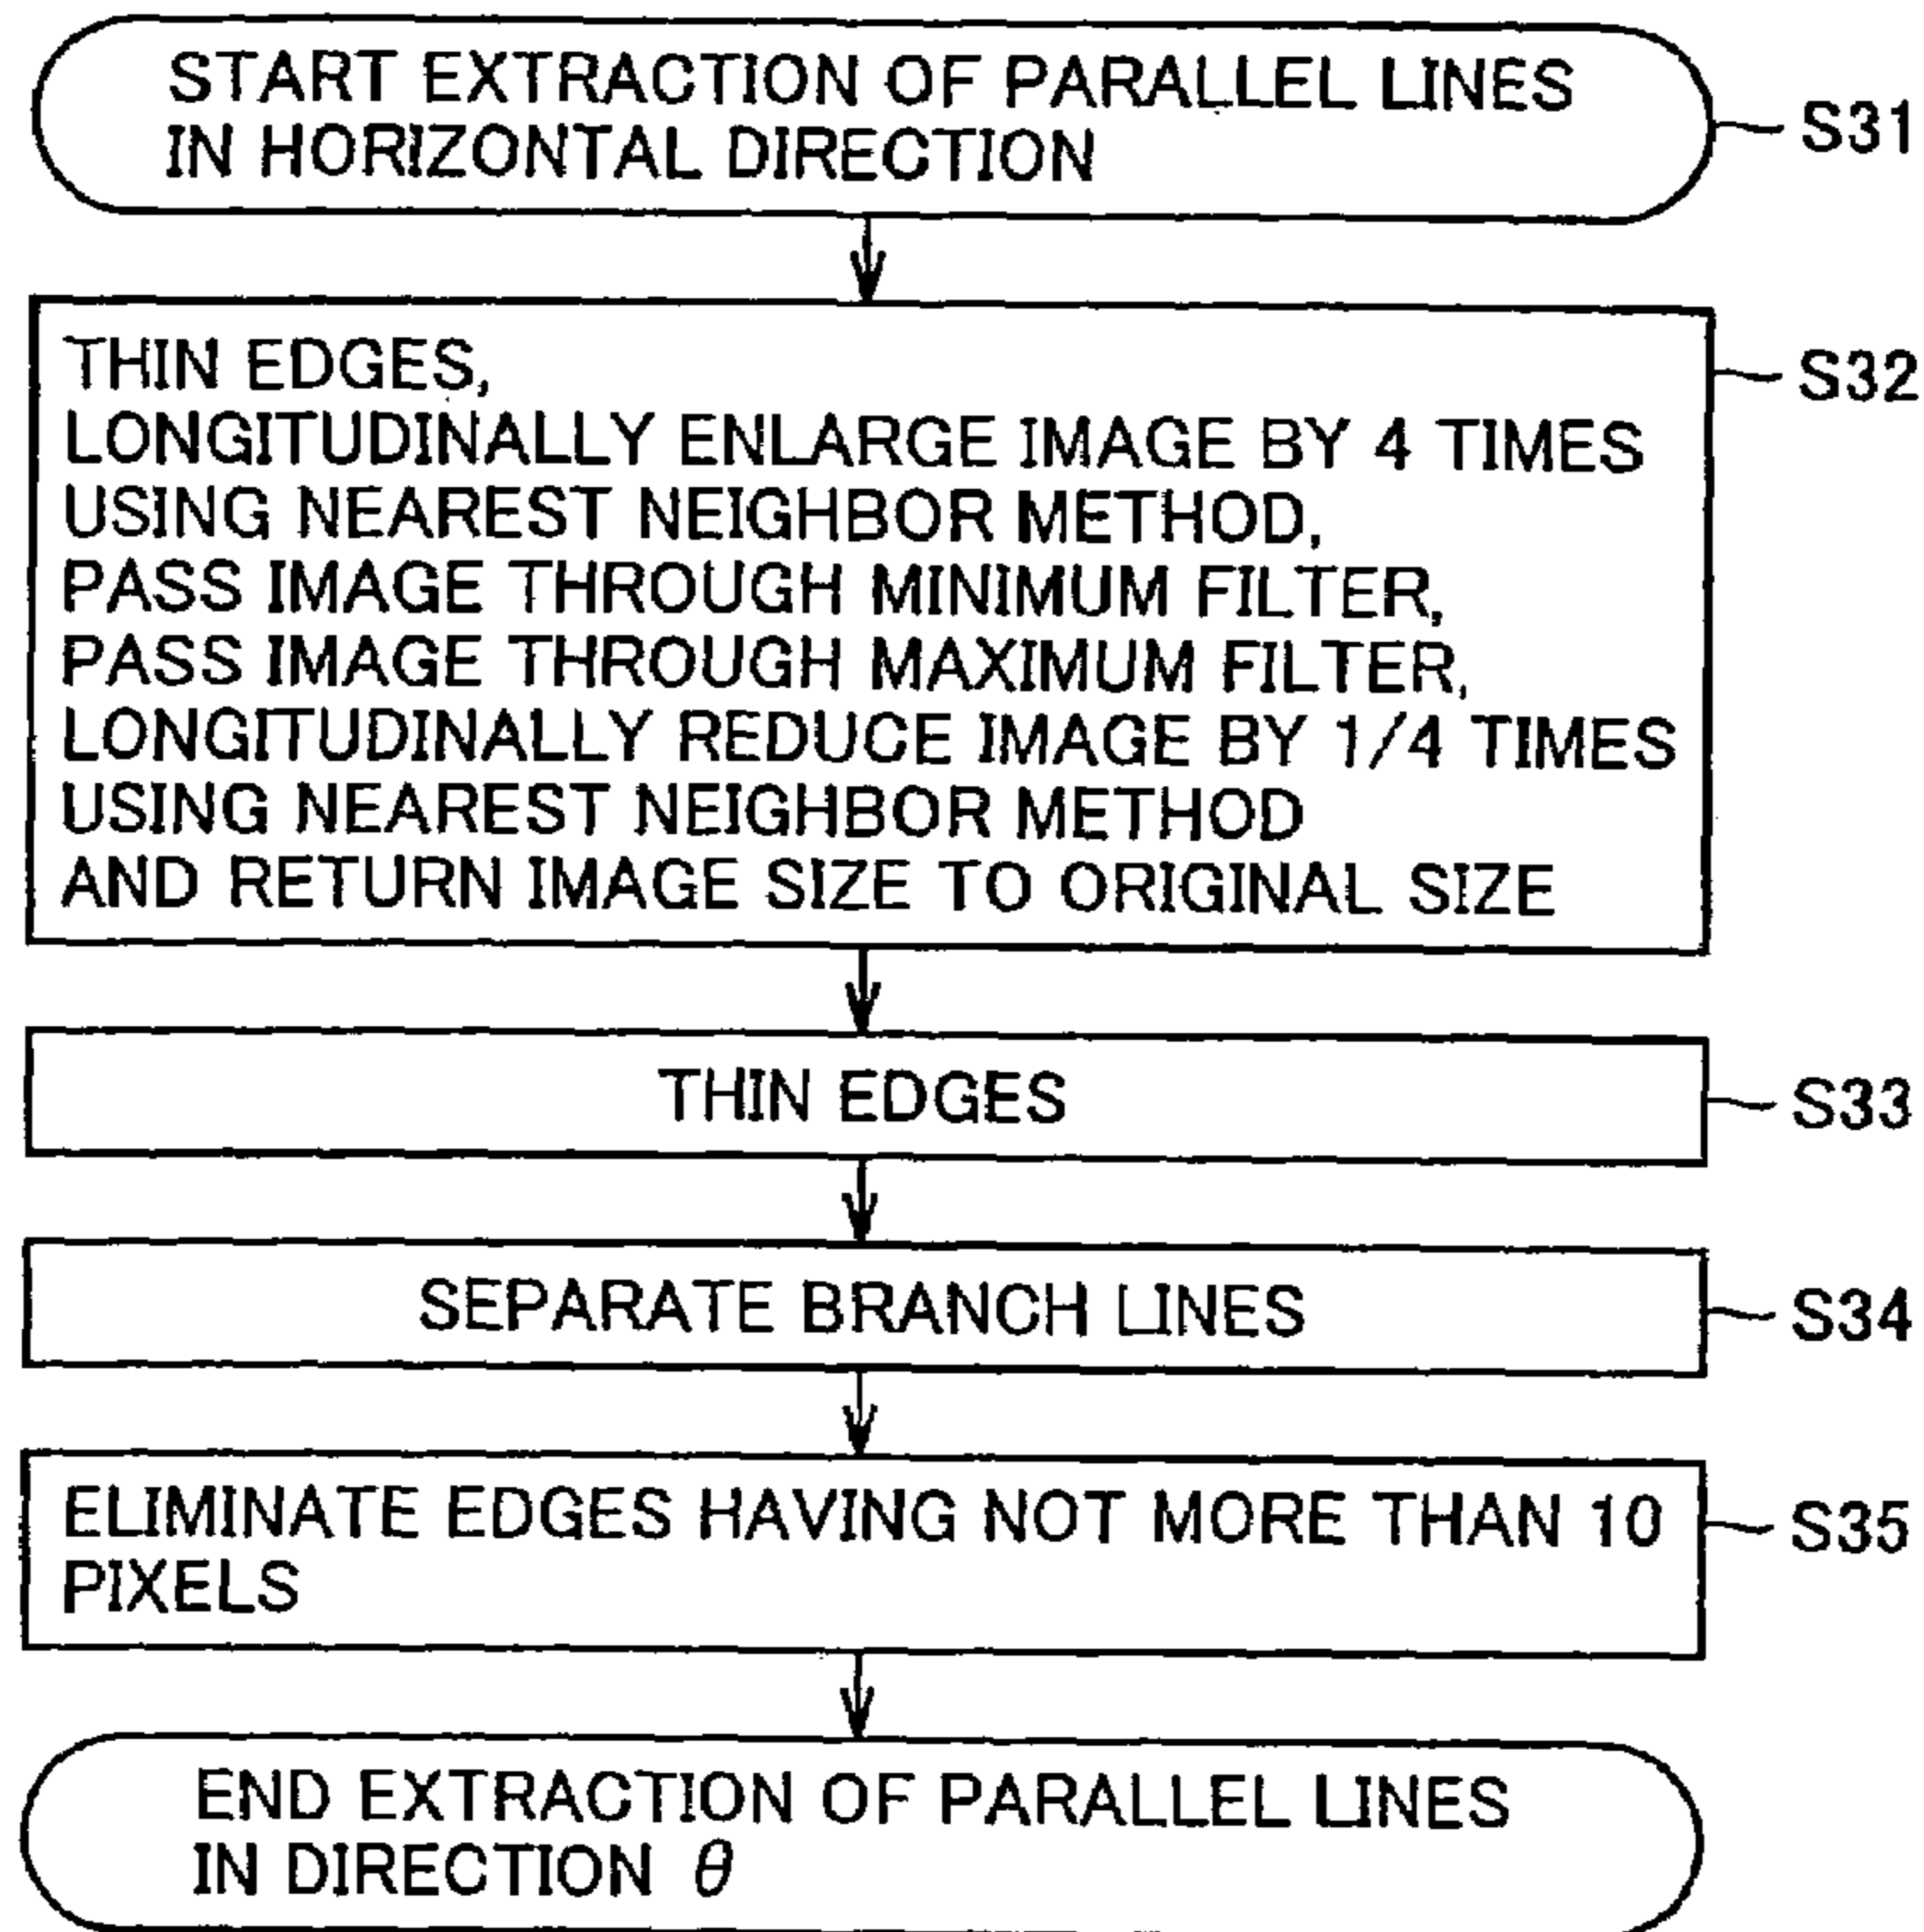 START EXTRACTION OF PARALLEL LINES
IN HORIZONTAL DIRECTION
S31
THIN EDGES,
LONGITUDINALLY ENLARGE IMAGE BY 4 TIMES
USING NEAREST NEIGHBOR METHOD,
PASS IMAGE THROUGH MINIMUM FILTER,
PASS IMAGE THROUGH MAXIMUM FILTER,
LONGITUDINALLY REDUCE IMAGE BY 1/4 TIMES
USING NEAREST NEIGHBOR METHOD
AND RETURN IMAGE SIZE TO ORIGINAL SIZE
S32
THIN EDGES
S33
SEPARATE BRANCH LINES
S34
ELIMINATE EDGES HAVING NOT MORE THAN 10
PIXELS
S35
END EXTRACTION OF PARALLEL LINES
IN DIRECTION θ